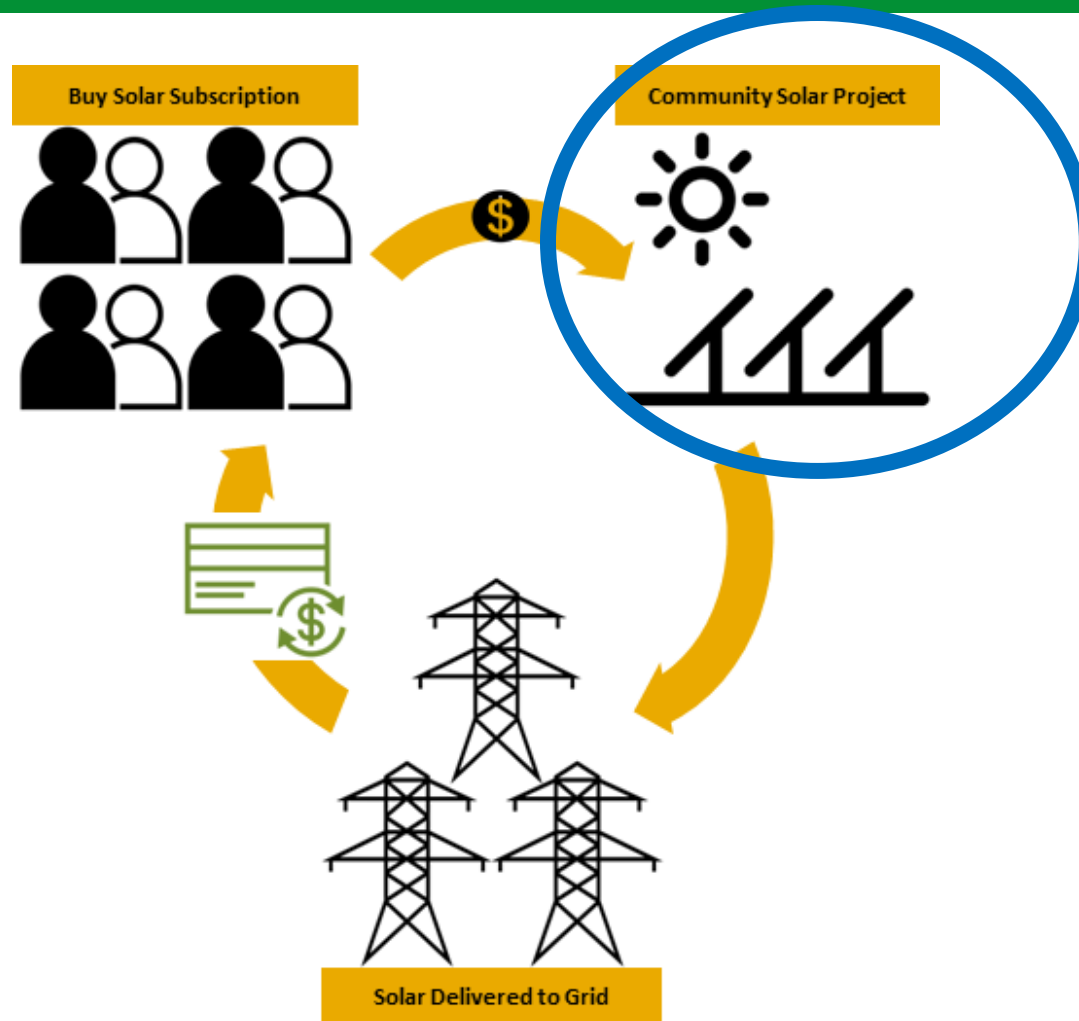 Buy Solar Subscription
Community Solar Project
$
$
Solar Delivered to Grid